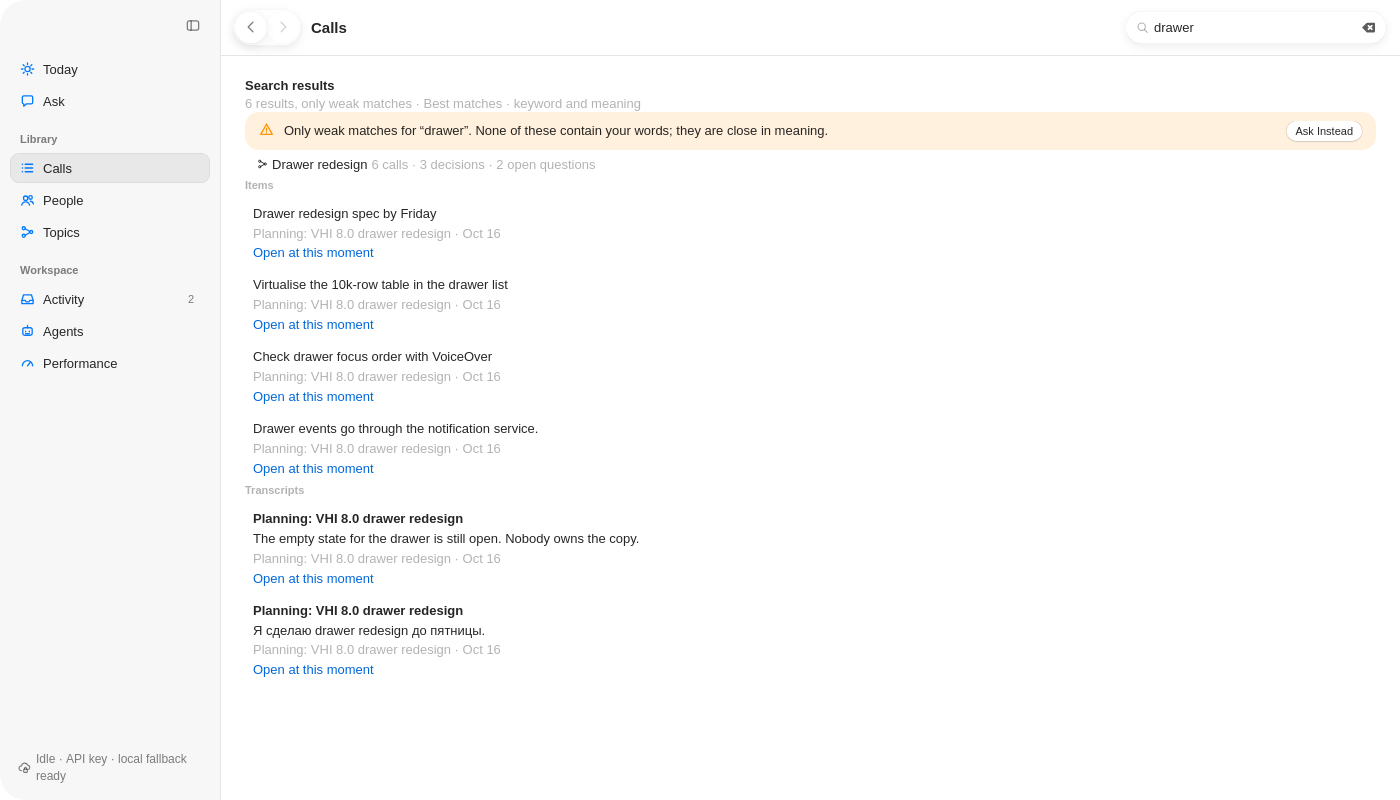 Today
Ask
Library
Calls
People
Topics
Workspace
Activity 2
Agents
Performance
Idle · API key · local fallback
ready
Calls
drawer
Search results
6 results, only weak matches · Best matches · keyword and meaning
Only weak matches for “drawer”. None of these contain your words; they are close in meaning.
Ask Instead
Drawer redesign 6 calls · 3 decisions · 2 open questions
Items
Drawer redesign spec by Friday
Planning: VHI 8.0 drawer redesign · Oct 16
Open at this moment
Virtualise the 10k-row table in the drawer list
Planning: VHI 8.0 drawer redesign · Oct 16
Open at this moment
Check drawer focus order with VoiceOver
Planning: VHI 8.0 drawer redesign · Oct 16
Open at this moment
Drawer events go through the notification service.
Planning: VHI 8.0 drawer redesign · Oct 16
Open at this moment
Transcripts
Planning: VHI 8.0 drawer redesign
The empty state for the drawer is still open. Nobody owns the copy.
Planning: VHI 8.0 drawer redesign · Oct 16
Open at this moment
Planning: VHI 8.0 drawer redesign
Я сделаю drawer redesign до пятницы.
Planning: VHI 8.0 drawer redesign · Oct 16
Open at this moment